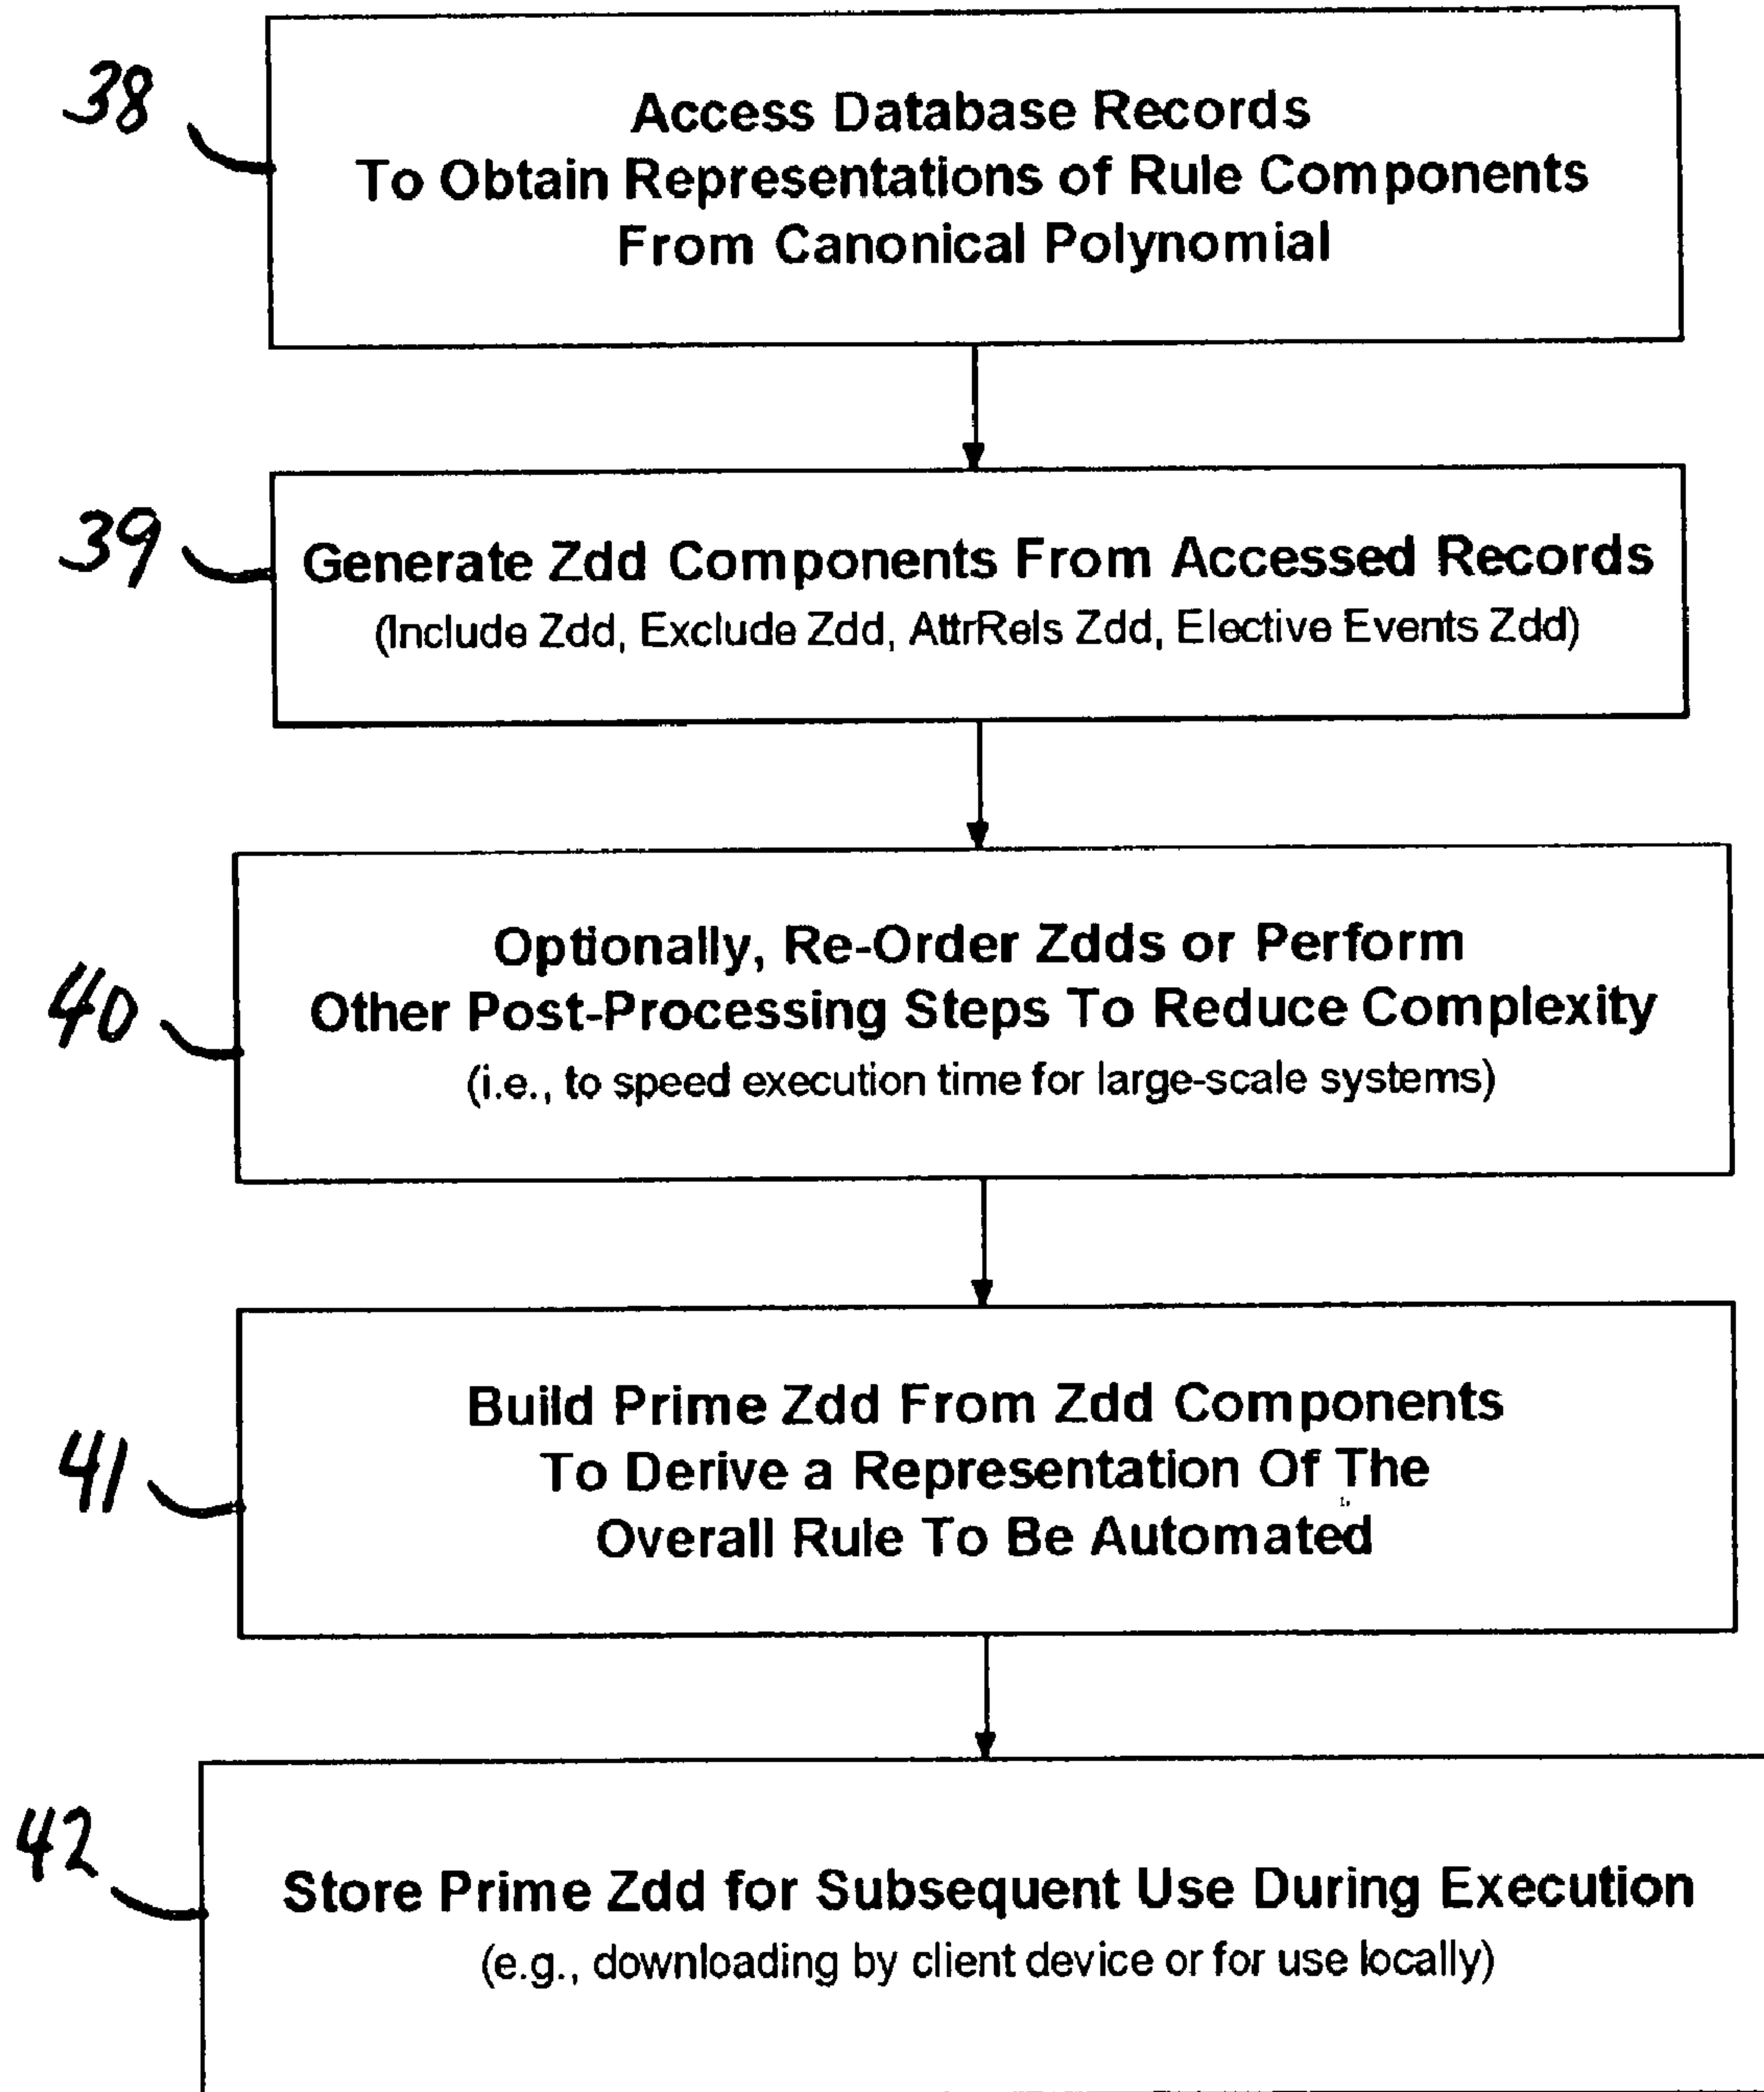 38
Access Database Records
To Obtain Representations of Rule Components
From Canonical Polynomial
39
Generate Zdd Components From Accessed Records
(Include Zdd, Exclude Zdd, AttrRels Zdd, Elective Events Zdd)
40
Optionally, Re-Order Zdds or Perform
Other Post-Processing Steps To Reduce Complexity
(i.e., to speed execution time for large-scale systems)
41
Build Prime Zdd From Zdd Components
To Derive a Representation Of The
Overall Rule To Be Automated
42
Store Prime Zdd for Subsequent Use During Execution
(e.g., downloading by client device or for use locally)